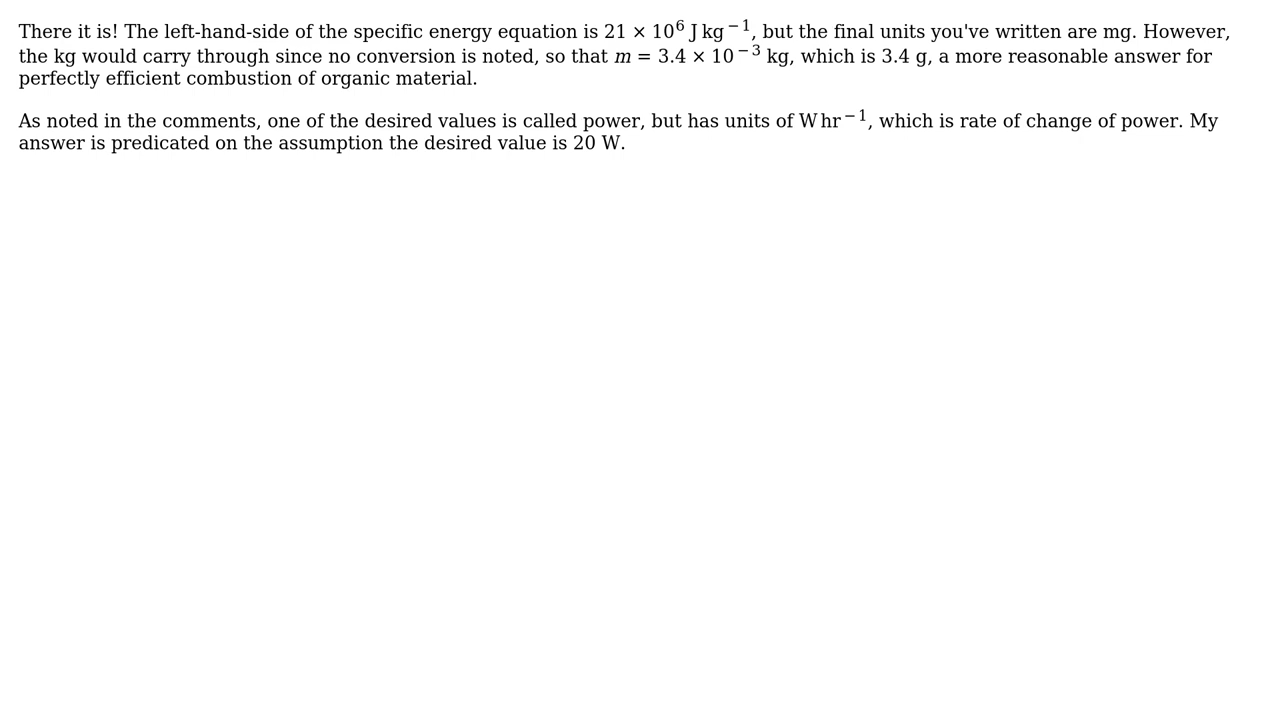 There it is! The left-hand-side of the specific energy equation is 21 × 10⁶ J kg⁻¹, but the final units you've written are mg. However,
the kg would carry through since no conversion is noted, so that m = 3.4 × 10⁻³ kg, which is 3.4 g, a more reasonable answer for
perfectly efficient combustion of organic material.
As noted in the comments, one of the desired values is called power, but has units of W hr⁻¹, which is rate of change of power. My
answer is predicated on the assumption the desired value is 20 W.